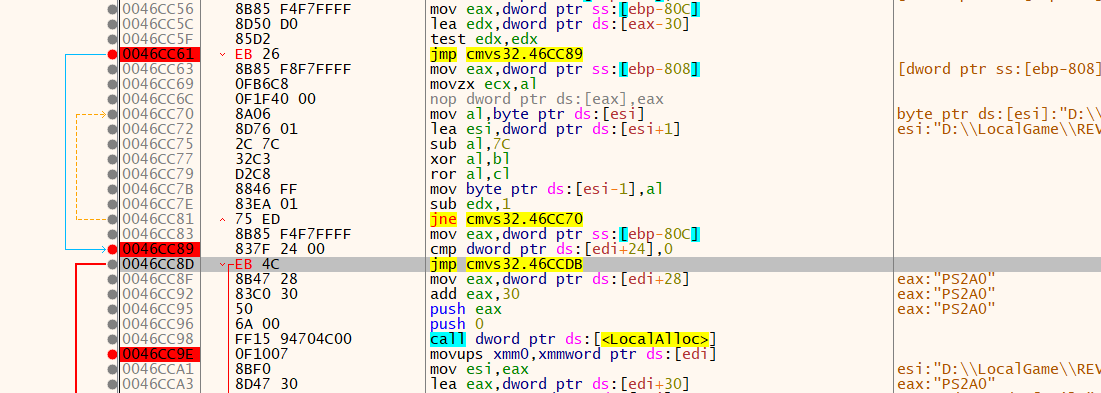 0046CC56 8B85 F4F7FFFF mov eax,dword ptr ss:[ebp-80C]
0046CC5C 8D50 D0 lea edx,dword ptr ds:[eax-30]
0046CC5F 85D2 test edx,edx
0046CC61 EB 26 jmp cmvs32.46CC89
0046CC63 8B85 F8F7FFFF mov eax,dword ptr ss:[ebp-808] [dword ptr ss:[ebp-808]
0046CC69 0FB6C8 movzx ecx,al
0046CC6C 0F1F40 00 nop dword ptr ds:[eax],eax
0046CC70 8A06 mov al,byte ptr ds:[esi] byte ptr ds:[esi]:"D:\\
0046CC72 8D76 01 lea esi,dword ptr ds:[esi+1] esi:"D:\\LocalGame\\REV
0046CC75 2C 7C sub al,7C
0046CC77 32C3 xor al,bl
0046CC79 D2C8 ror al,cl
0046CC7B 8846 FF mov byte ptr ds:[esi-1],al
0046CC7E 83EA 01 sub edx,1
0046CC81 75 ED jne cmvs32.46CC70
0046CC83 8B85 F4F7FFFF mov eax,dword ptr ss:[ebp-80C]
0046CC89 837F 24 00 cmp dword ptr ds:[edi+24],0
0046CC8D EB 4C jmp cmvs32.46CCDB
0046CC8F 8B47 28 mov eax,dword ptr ds:[edi+28] eax:"PS2A0"
0046CC92 83C0 30 add eax,30 eax:"PS2A0"
0046CC95 50 push eax eax:"PS2A0"
0046CC96 6A 00 push 0
0046CC98 FF15 94704C00 call dword ptr ds:[<LocalAlloc>]
0046CC9E 0F1007 movups xmm0,xmmword ptr ds:[edi]
0046CCA1 8BF0 mov esi,eax esi:"D:\\LocalGame\\REV
0046CCA3 8D47 30 lea eax,dword ptr ds:[edi+30] eax:"PS2A0"